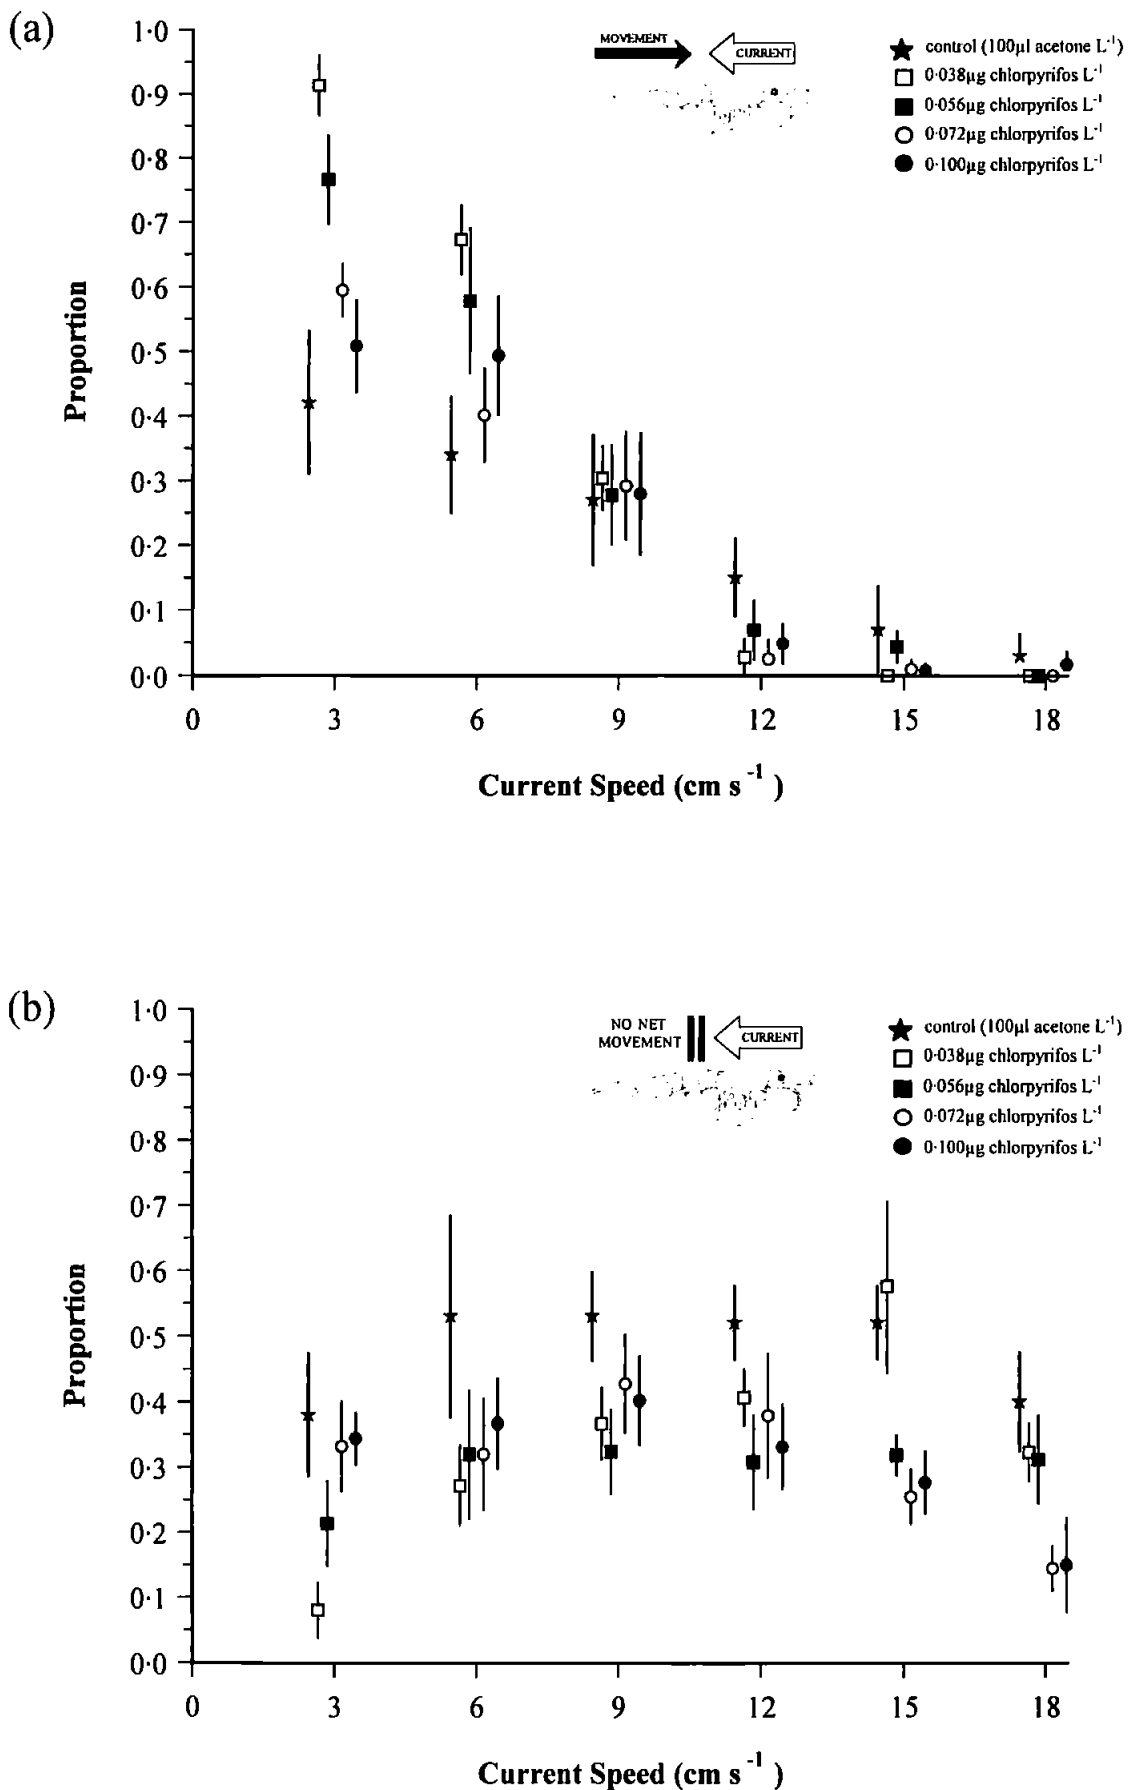 (a)
MOVEMENT
CURRENT
control (100µl acetone L⁻¹)
0·038µg chlorpyrifos L⁻¹
0·056µg chlorpyrifos L⁻¹
0·072µg chlorpyrifos L⁻¹
0·100µg chlorpyrifos L⁻¹
1·0
0·9
0·8
0·7
0·6
0·5
0·4
0·3
0·2
0·1
0·0
Proportion
0 3 6 9 12 15 18
Current Speed (cm s ⁻¹ )
(b)
NO NET
MOVEMENT
CURRENT
control (100µl acetone L⁻¹)
0·038µg chlorpyrifos L⁻¹
0·056µg chlorpyrifos L⁻¹
0·072µg chlorpyrifos L⁻¹
0·100µg chlorpyrifos L⁻¹
1·0
0·9
0·8
0·7
0·6
0·5
0·4
0·3
0·2
0·1
0·0
Proportion
0 3 6 9 12 15 18
Current Speed (cm s ⁻¹ )